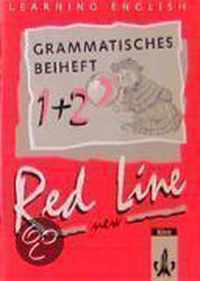 LEARNING ENGLISH
GRAMMATISCHES
BEIHEFT
1+2
Red Line
new
Klett